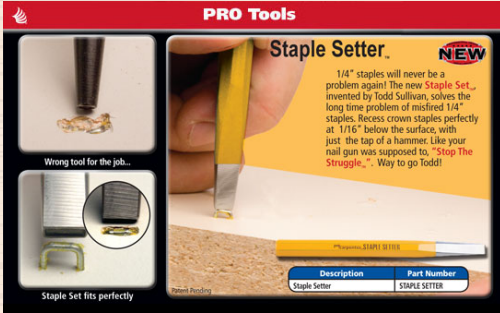 PRO Tools
Staple Setter™
NEW
1/4" staples will never be a
problem again! The new Staple Set™,
invented by Todd Sullivan, solves the
long time problem of misfired 1/4"
staples. Recess crown staples perfectly
at 1/16" below the surface, with
just the tap of a hammer. Like your
nail gun was supposed to, "Stop The
Struggle™". Way to go Todd!
Wrong tool for the job...
Staple Set fits perfectly
STAPLE SETTER
Patent Pending
Description Part Number
Staple Setter STAPLE SETTER